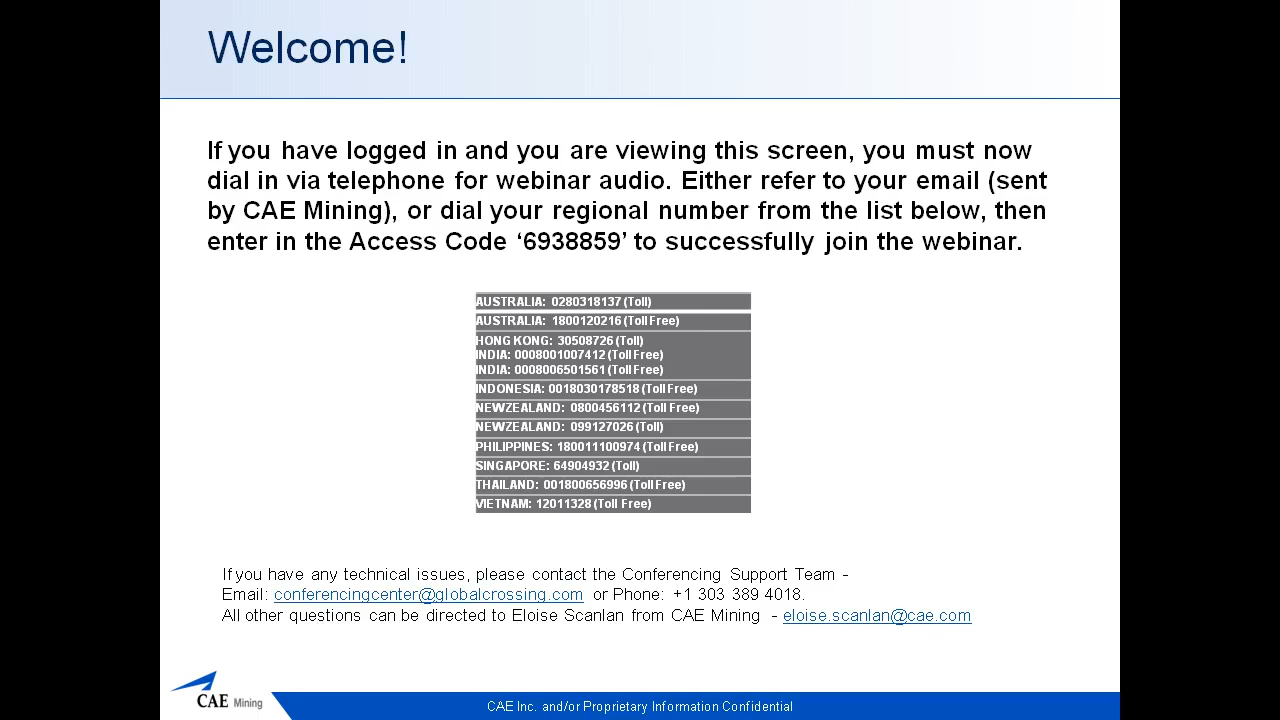 Welcome!
If you have logged in and you are viewing this screen, you must now
dial in via telephone for webinar audo. Either refer to your email (sent
by CAE Mining), or dial your regional number from the list below, then
enter in the Access Code ‘6938859’ to successfully join the webinar.
AUSTRALIA: 0280318137 (Toll)
AUSTRALIA: 1800120216 (Toll Free)
HONG KONG: 30508726 (Toll)
INDIA: 0008001007412 (Toll Free)
INDIA: 0008006501561 (Toll Free)
INDONESIA: 0018030178518 (Toll Free)
NEWZEALAND: 0800456112 (Toll Free)
NEWZEALAND: 099127026 (Toll)
PHILIPPINES: 180011100974 (Toll Free)
SINGAPORE: 64904932 (Toll)
THAILAND: 001800656996 (Toll Free)
VIETNAM: 12011328 (Toll Free)
If you have any technical issues, please contact the Conferencing Support Team -
Email: conferencingcenter@globalcrossing.com or Phone: +1 303 389 4018.
All other questions can be directed to Eloise Scanlan from CAE Mining - eloise.scanlan@cae.com
CAE Mining
CAE Inc. and/or Proprietary Information Confidential